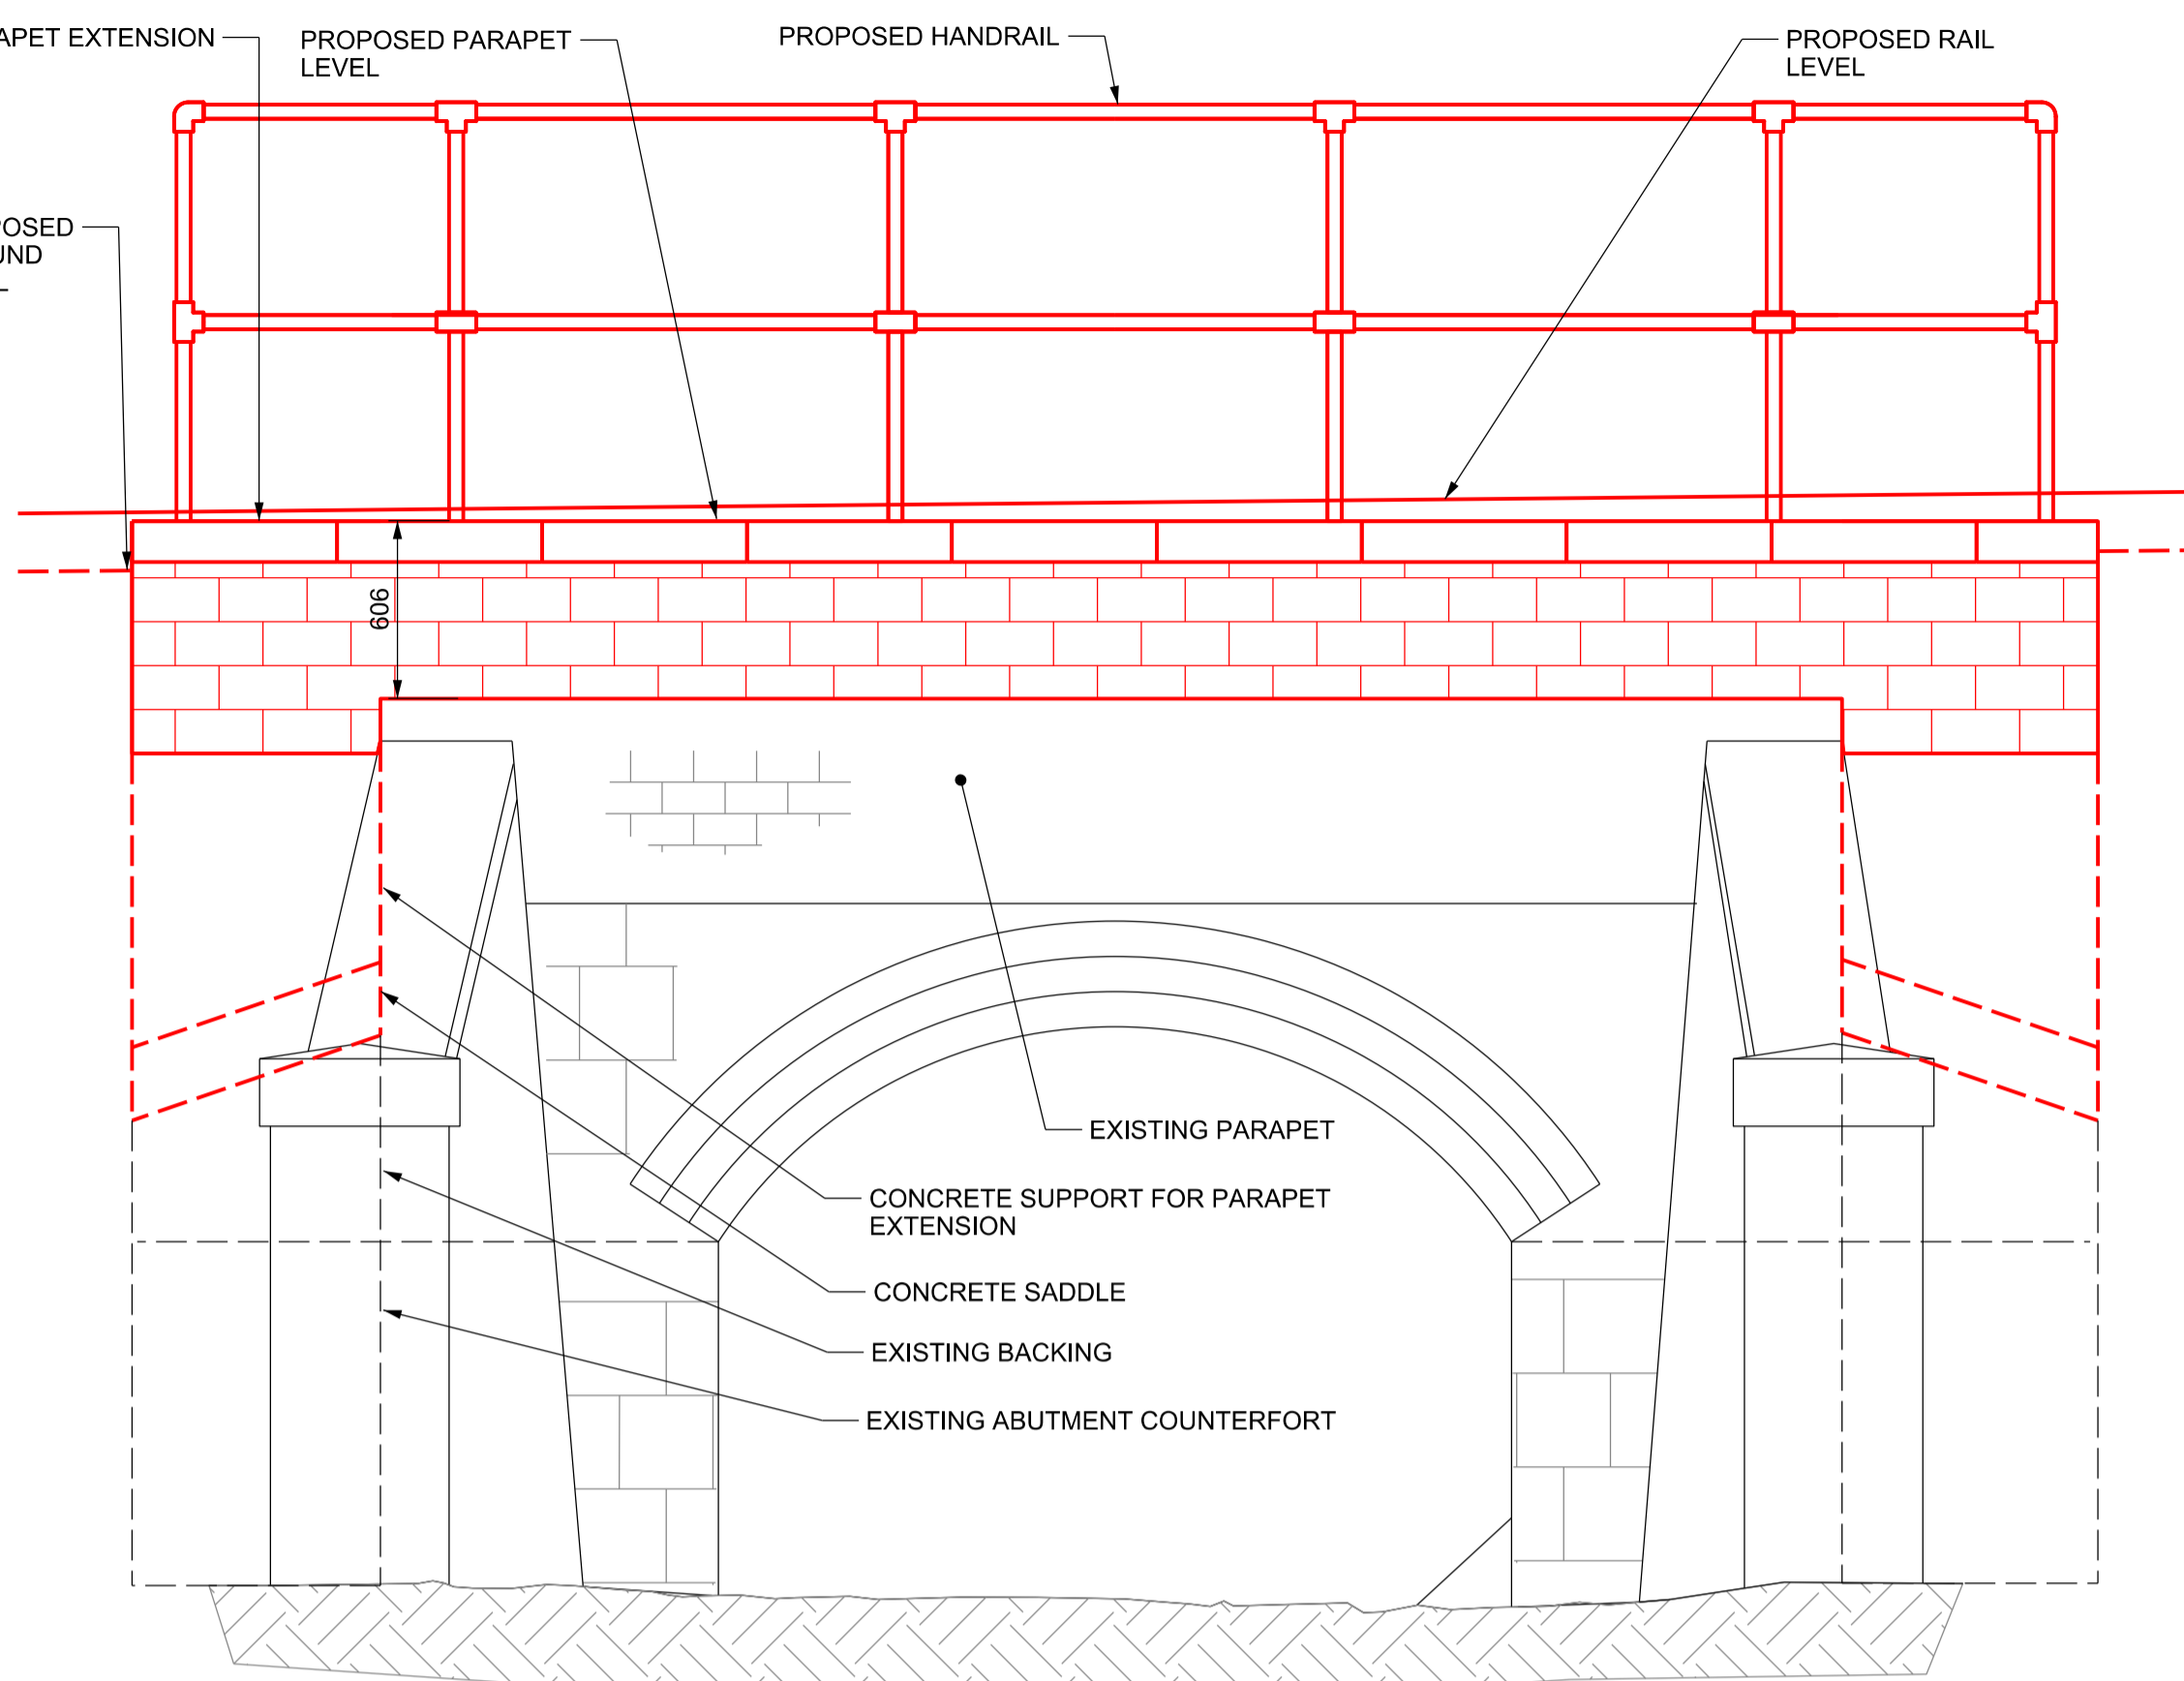 APET EXTENSION
PROPOSED PARAPET
LEVEL
PROPOSED HANDRAIL
PROPOSED RAIL
LEVEL
OSED
UND
606
EXISTING PARAPET
CONCRETE SUPPORT FOR PARAPET
EXTENSION
CONCRETE SADDLE
EXISTING BACKING
EXISTING ABUTMENT COUNTERFORT